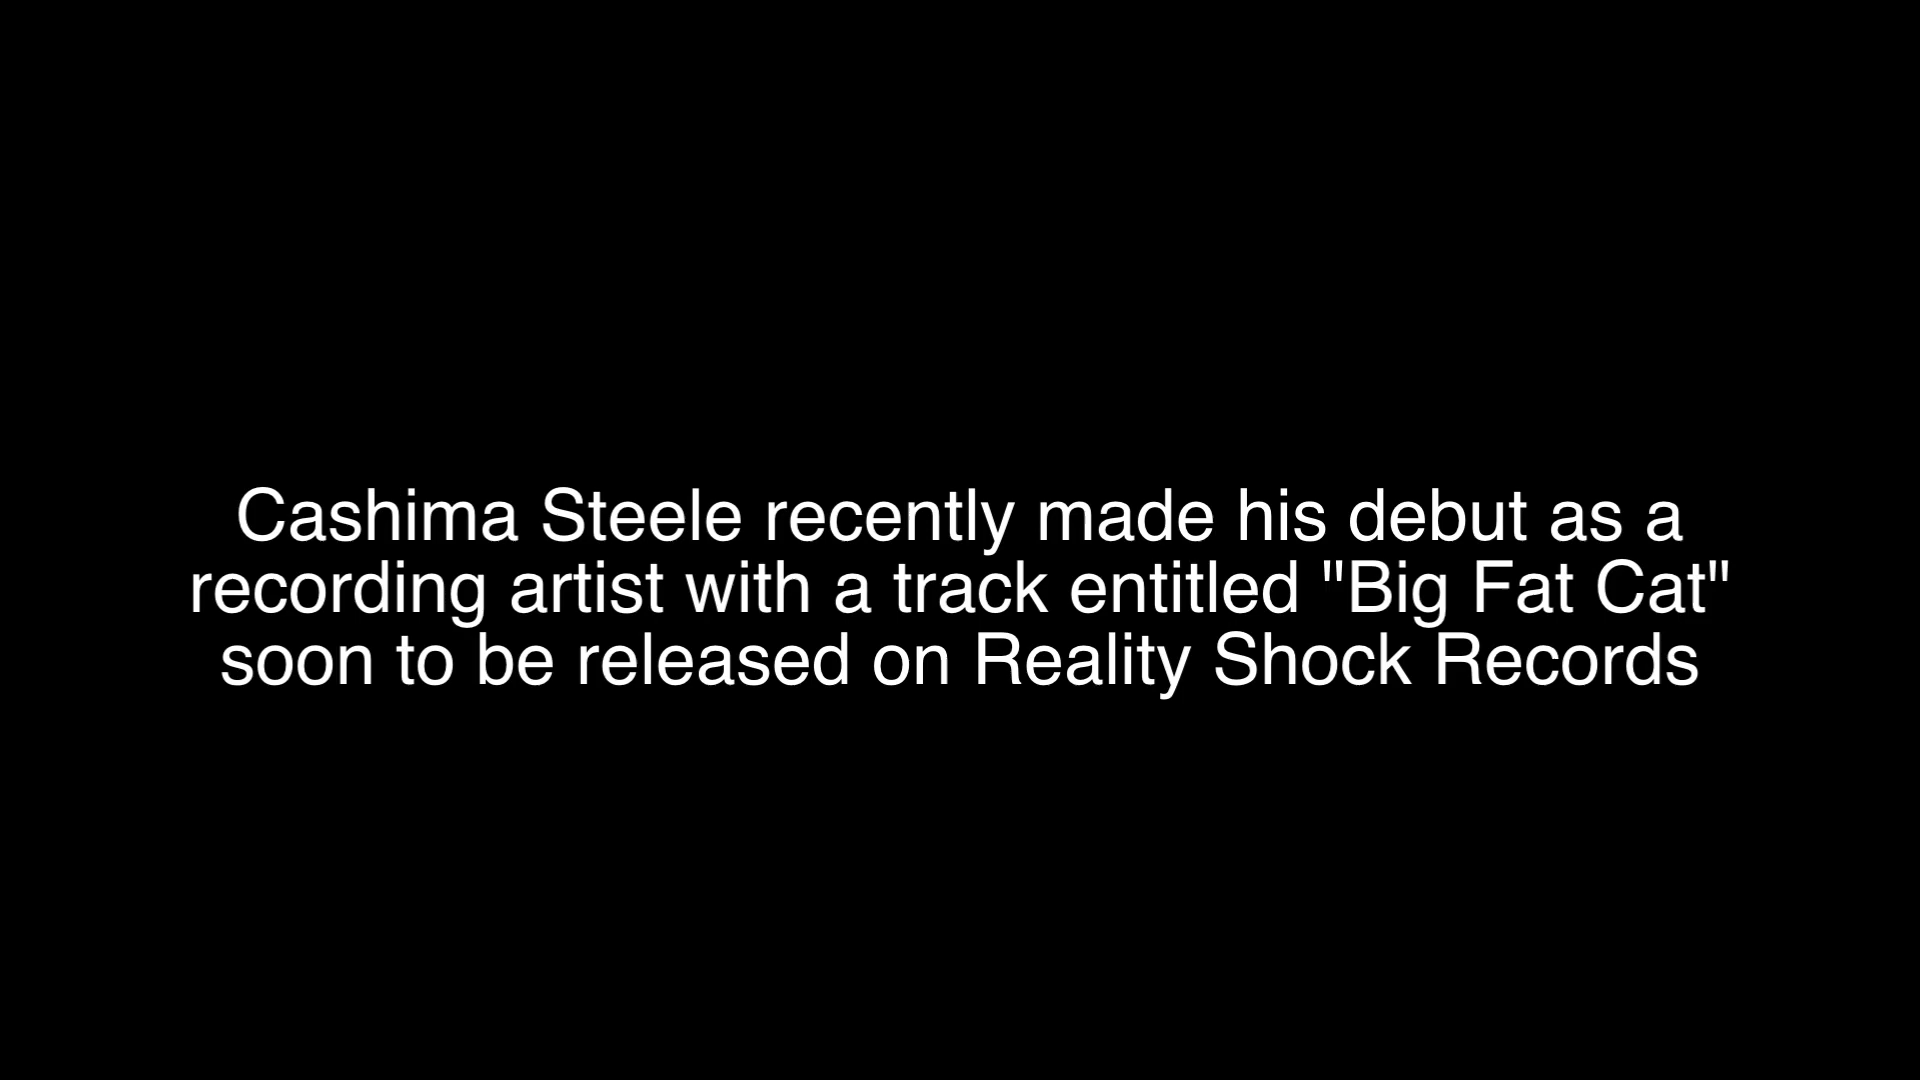 Cashima Steele recently made his debut as a
recording artist with a track entitled "Big Fat Cat"
soon to be released on Reality Shock Records